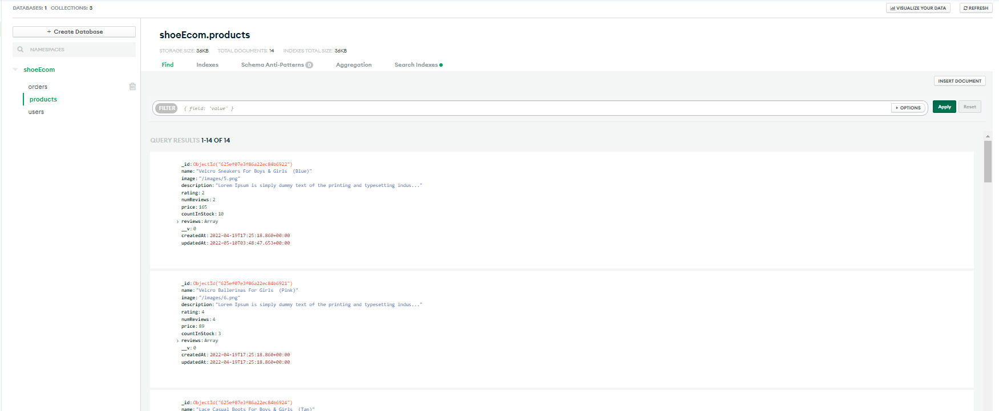 DATABASES: 1 COLLECTIONS: 3
VISUALIZE YOUR DATA
REFRESH
+ Create Database
NAMESPACES
shoeEcom
orders
products
users
shoeEcom.products
STORAGE SIZE: 36KB TOTAL DOCUMENTS: 14 INDEXES TOTAL SIZE: 36KB
Find Indexes Schema Anti-Patterns 0 Aggregation Search Indexes
INSERT DOCUMENT
FILTER { field: 'value' } OPTIONS Apply Reset
QUERY RESULTS 1-14 OF 14
_id: ObjectId("625ef07e3f86a22ec84b6922")
name: "Velcro Sneakers For Boys & Girls  (Blue)"
image: "/images/5.png"
description: "Lorem Ipsum is simply dummy text of the printing and typesetting indus..."
rating: 2
numReviews: 2
price: 165
countInStock: 10
reviews: Array
__v: 0
createdAt: 2022-04-19T17:25:18.860+00:00
updatedAt: 2022-05-10T03:48:47.653+00:00
_id: ObjectId("625ef07e3f86a22ec84b6921")
name: "Velcro Ballerinas For Girls  (Pink)"
image: "/images/6.png"
description: "Lorem Ipsum is simply dummy text of the printing and typesetting indus..."
rating: 4
numReviews: 4
price: 89
countInStock: 3
reviews: Array
__v: 0
createdAt: 2022-04-19T17:25:18.860+00:00
updatedAt: 2022-04-19T17:25:18.860+00:00
_id: ObjectId("625ef07e3f86a22ec84b6924")
name: "Lace Casual Boots For Boys & Girls  (Tan)"